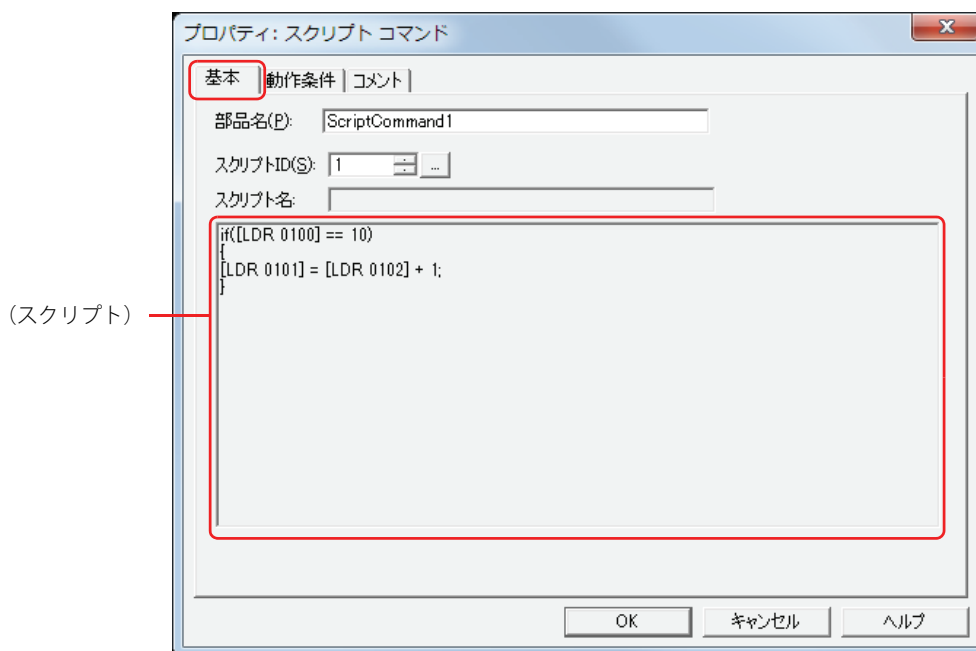 プロパティ: スクリプト コマンド
基本 動作条件 コメント
部品名(P): ScriptCommand1
スクリプトID(S): 1 ...
スクリプト名:
if([LDR 0100] == 10)
{
[LDR 0101] = [LDR 0102] + 1;
}
（スクリプト）
OK キャンセル ヘルプ